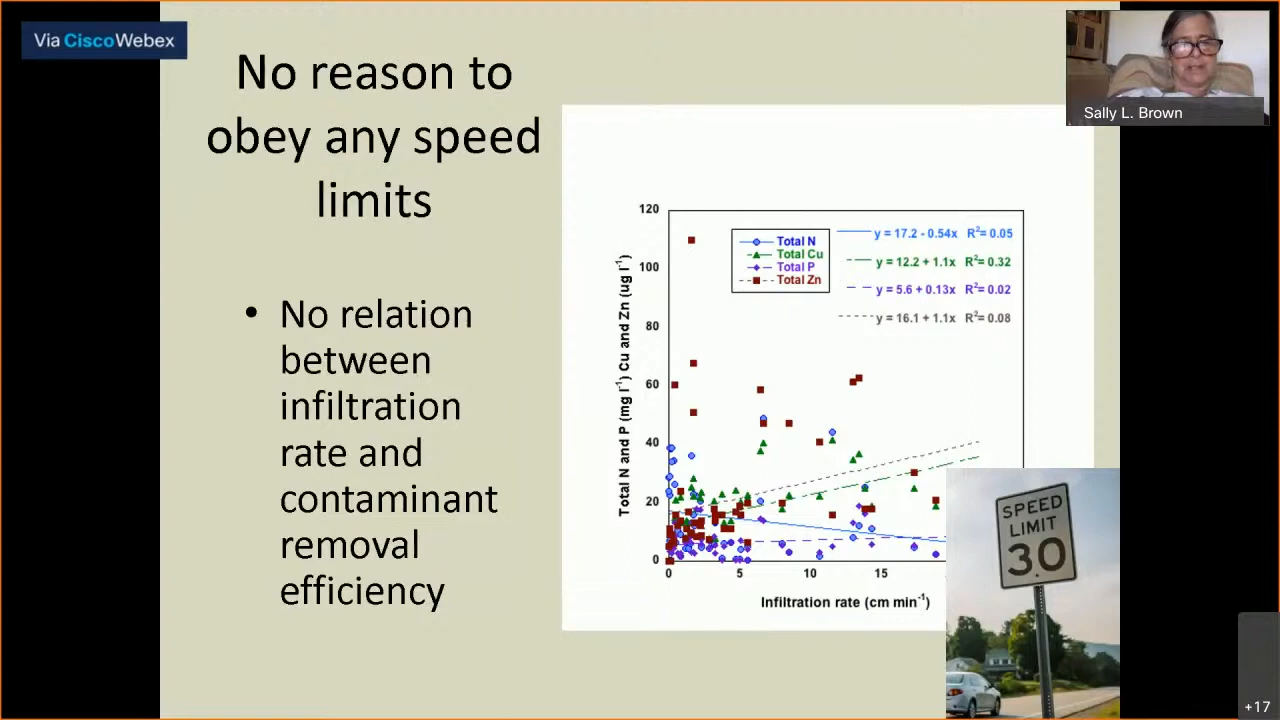 Via CiscoWebex
No reason to
obey any speed
limits
• No relation
between
infiltration
rate and
contaminant
removal
efficiency
Sally L. Brown
Total N and P (mg l⁻¹) Cu and Zn (ug l⁻¹)
120
100
80
60
40
20
0
Total N
Total Cu
Total P
Total Zn
y = 17.2 - 0.54x R²= 0.05
y = 12.2 + 1.1x R²= 0.32
y = 5.6 + 0.13x R²= 0.02
y = 16.1 + 1.1x R²= 0.08
0 5 10 15
Infiltration rate (cm min⁻¹)
SPEED
LIMIT
30
+17